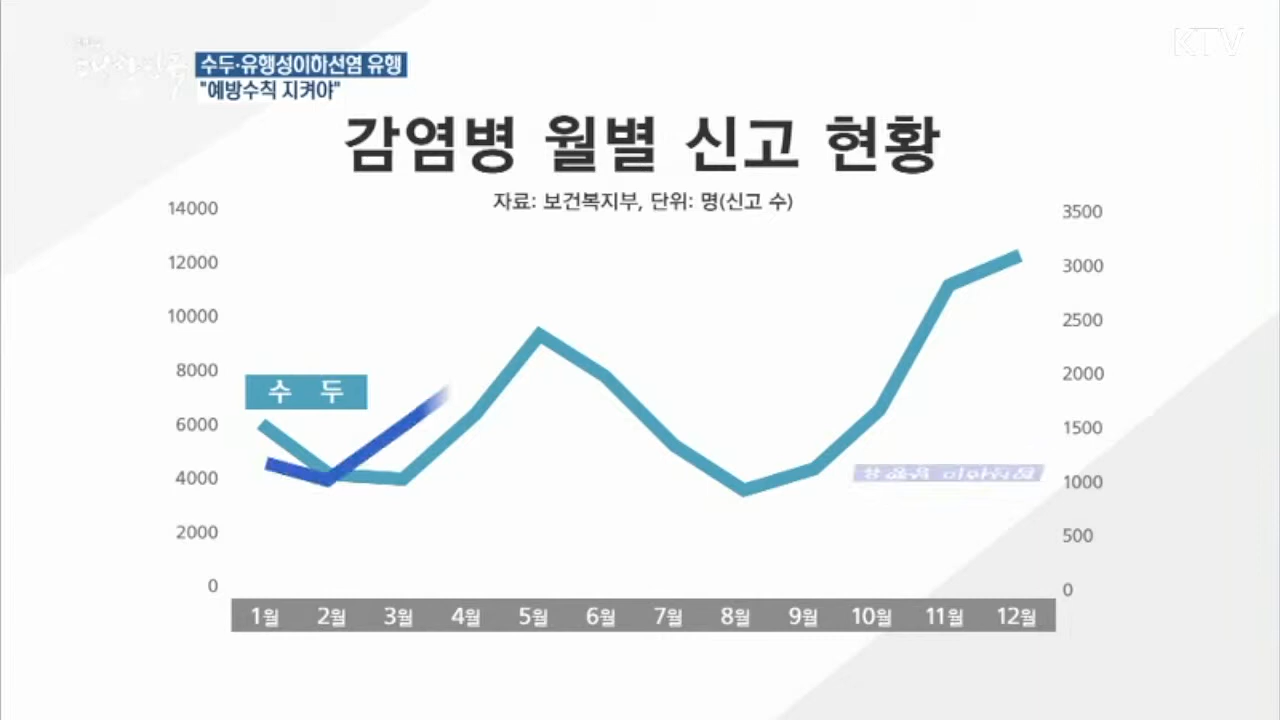 KTV
수두·유행성이하선염 유행
"예방수칙 지켜야"
감염병 월별 신고 현황
자료: 보건복지부, 단위: 명(신고 수)
14000
12000
10000
8000
6000
4000
2000
0
수 두
3500
3000
2500
2000
1500
1000
500
0
1월 2월 3월 4월 5월 6월 7월 8월 9월 10월 11월 12월